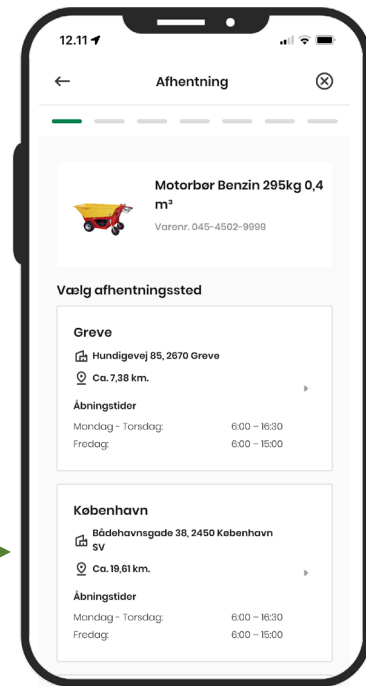 12.11
Afhentning
Motorbør Benzin 295kg 0,4
m³
Varenr. 045-4502-9999
Vælg afhentningssted
Greve
Hundigevej 85, 2670 Greve
Ca. 7,38 km.
Åbningstider
Mandag - Torsdag: 6:00 – 16:30
Fredag: 6:00 – 15:00
København
Bådehavnsgade 38, 2450 København
SV
Ca. 19,61 km.
Åbningstider
Mandag - Torsdag: 6:00 – 16:30
Fredag: 6:00 – 15:00